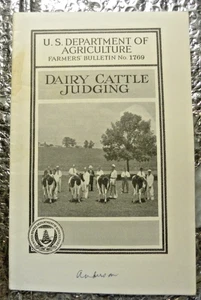 U. S. DEPARTMENT OF
AGRICULTURE
FARMERS' BULLETIN No. 1769
DAIRY CATTLE
JUDGING